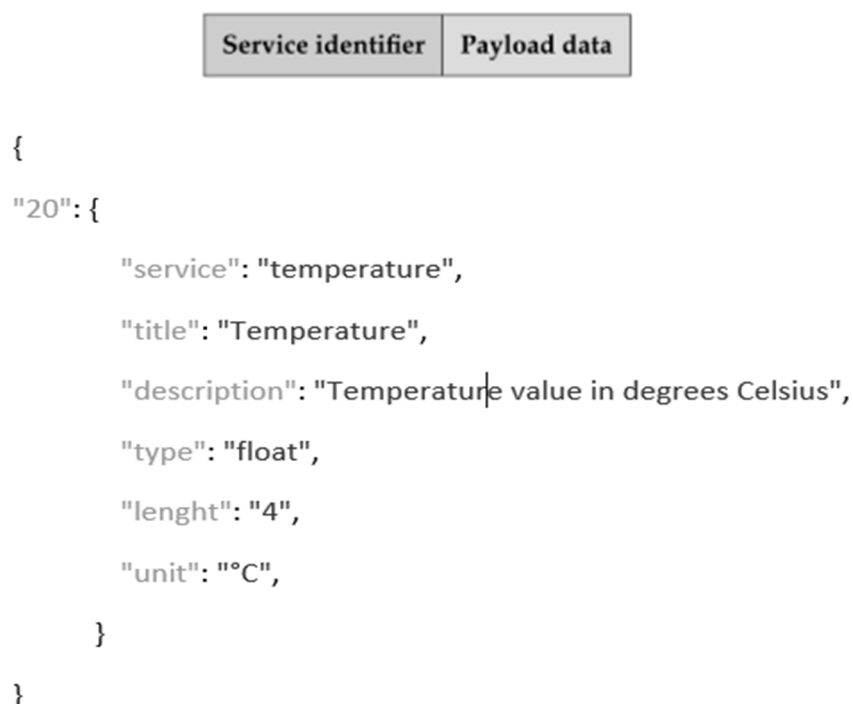 Service identifier Payload data
{
"20": {
"service": "temperature",
"title": "Temperature",
"description": "Temperature value in degrees Celsius",
"type": "float",
"lenght": "4",
"unit": "°C",
}
}